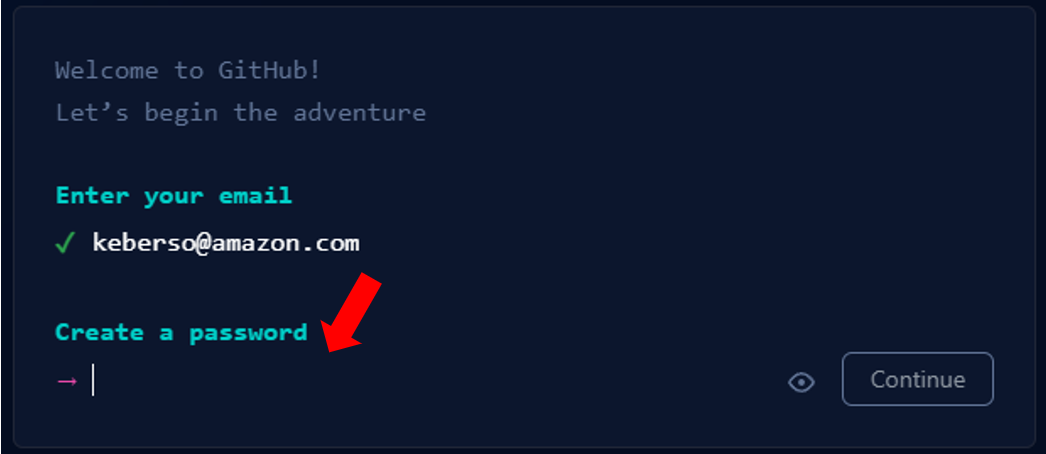 Welcome to GitHub!
Let’s begin the adventure
Enter your email
✓ keberso@amazon.com
Create a password
→
Continue